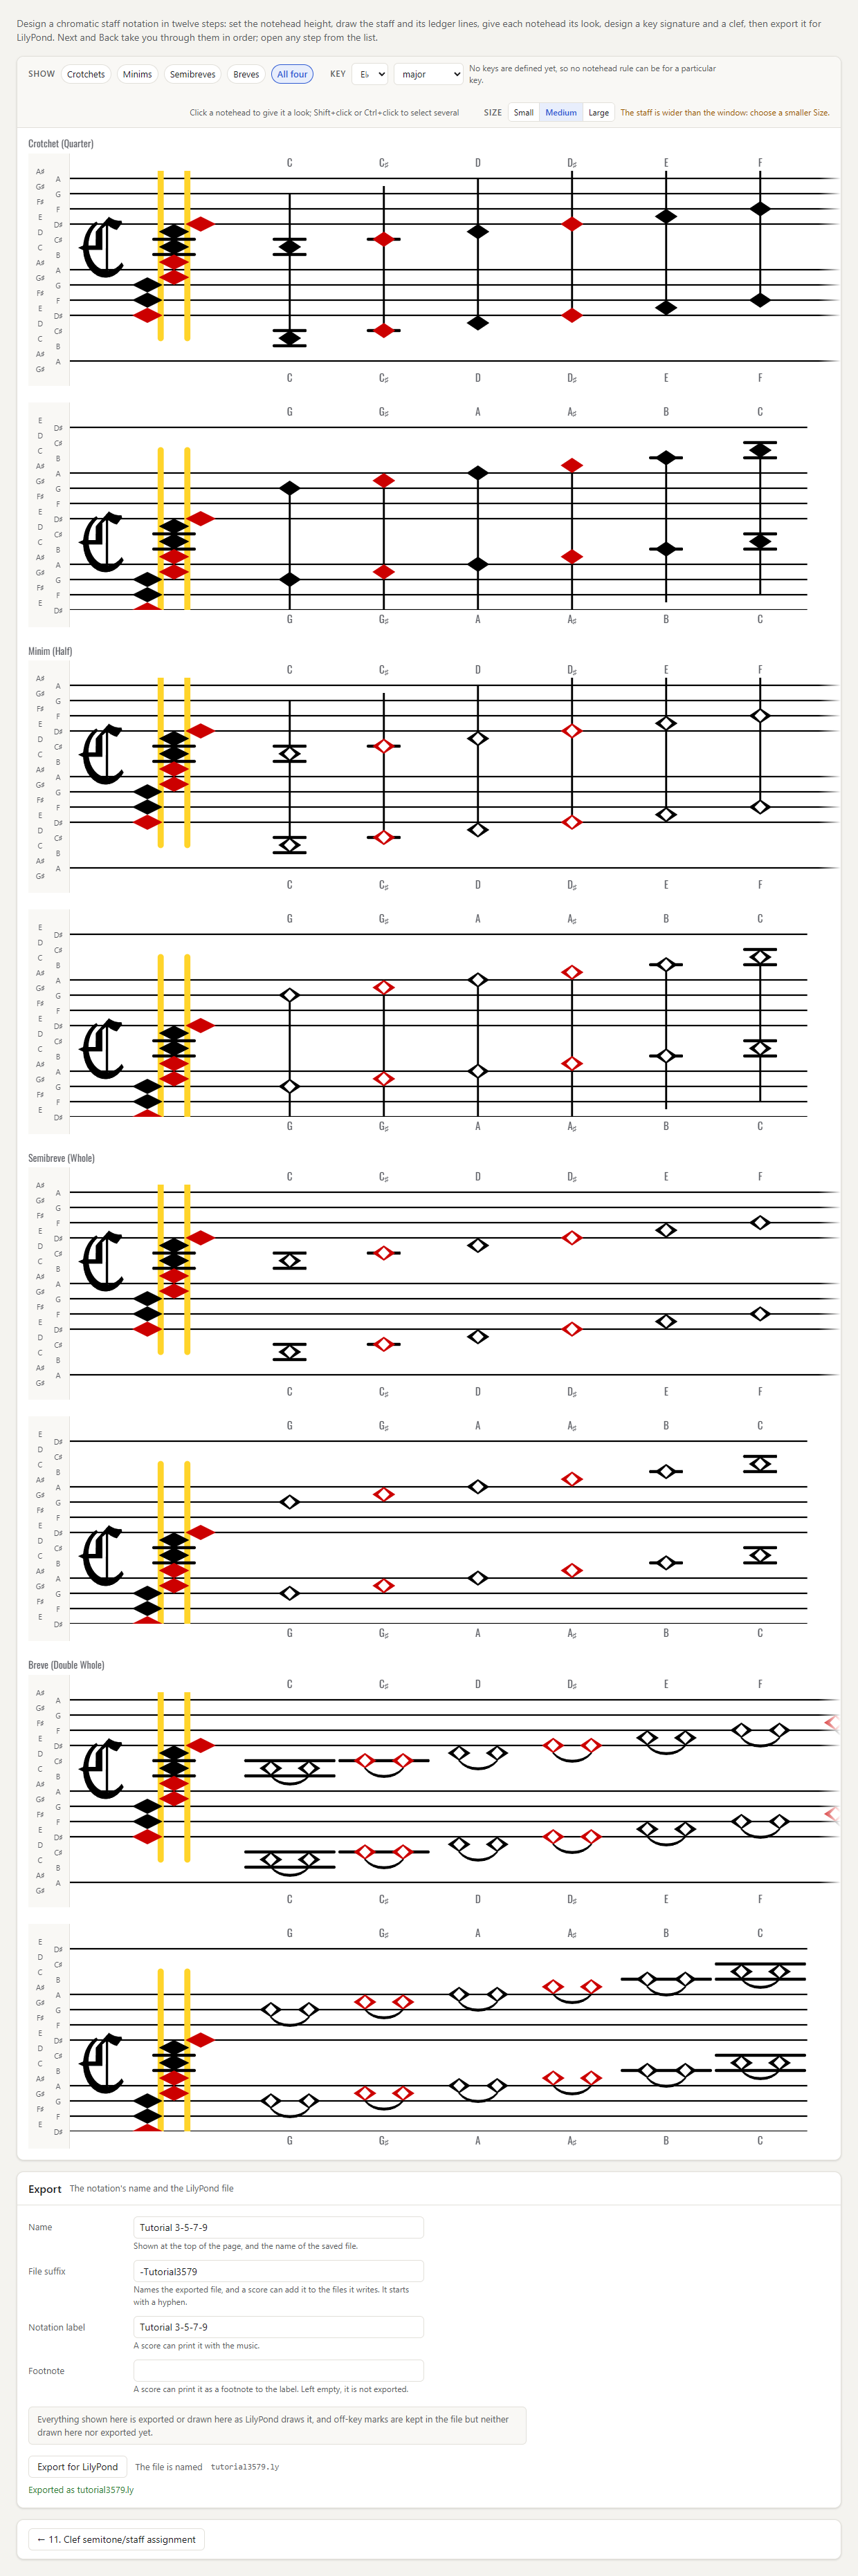 Design a chromatic staff notation in twelve steps: set the notehead height, draw the staff and its ledger lines, give each notehead its look, design a key signature and a clef, then export it for
LilyPond. Next and Back take you through them in order; open any step from the list.
SHOW Crotchets Minims Semibreves Breves All four KEY E♭ major No keys are defined yet, so no notehead rule can be for a particular
key.
Click a notehead to give it a look; Shift+click or Ctrl+click to select several SIZE Small Medium Large The staff is wider than the window: choose a smaller Size.
Crotchet (Quarter)
C C♯ D D♯ E F
A♯
A
G♯
G
F♯
F
E
D♯
D
C♯
C
B
A♯
A
G♯
G
F♯
F
E
D♯
D
C♯
C
B
A♯
A
G♯
C C♯ D D♯ E F
G G♯ A A♯ B C
E
D♯
D
C♯
C
B
A♯
A
G♯
G
F♯
F
E
D♯
D
C♯
C
B
A♯
A
G♯
G
F♯
F
E
D♯
G G♯ A A♯ B C
Minim (Half)
C C♯ D D♯ E F
A♯
A
G♯
G
F♯
F
E
D♯
D
C♯
C
B
A♯
A
G♯
G
F♯
F
E
D♯
D
C♯
C
B
A♯
A
G♯
C C♯ D D♯ E F
G G♯ A A♯ B C
E
D♯
D
C♯
C
B
A♯
A
G♯
G
F♯
F
E
D♯
D
C♯
C
B
A♯
A
G♯
G
F♯
F
E
D♯
G G♯ A A♯ B C
Semibreve (Whole)
C C♯ D D♯ E F
A♯
A
G♯
G
F♯
F
E
D♯
D
C♯
C
B
A♯
A
G♯
G
F♯
F
E
D♯
D
C♯
C
B
A♯
A
G♯
C C♯ D D♯ E F
G G♯ A A♯ B C
E
D♯
D
C♯
C
B
A♯
A
G♯
G
F♯
F
E
D♯
D
C♯
C
B
A♯
A
G♯
G
F♯
F
E
D♯
G G♯ A A♯ B C
Breve (Double Whole)
C C♯ D D♯ E F
A♯
A
G♯
G
F♯
F
E
D♯
D
C♯
C
B
A♯
A
G♯
G
F♯
F
E
D♯
D
C♯
C
B
A♯
A
G♯
C C♯ D D♯ E F
G G♯ A A♯ B C
E
D♯
D
C♯
C
B
A♯
A
G♯
G
F♯
F
E
D♯
D
C♯
C
B
A♯
A
G♯
G
F♯
F
E
D♯
G G♯ A A♯ B C
Export The notation's name and the LilyPond file
Name Tutorial 3-5-7-9
Shown at the top of the page, and the name of the saved file.
File suffix -Tutorial3579
Names the exported file, and a score can add it to the files it writes. It starts
with a hyphen.
Notation label Tutorial 3-5-7-9
A score can print it with the music.
Footnote
A score can print it as a footnote to the label. Left empty, it is not exported.
Everything shown here is exported or drawn here as LilyPond draws it, and off-key marks are kept in the file but neither
drawn here nor exported yet.
Export for LilyPond The file is named tutorial3579.ly
Exported as tutorial3579.ly
← 11. Clef semitone/staff assignment